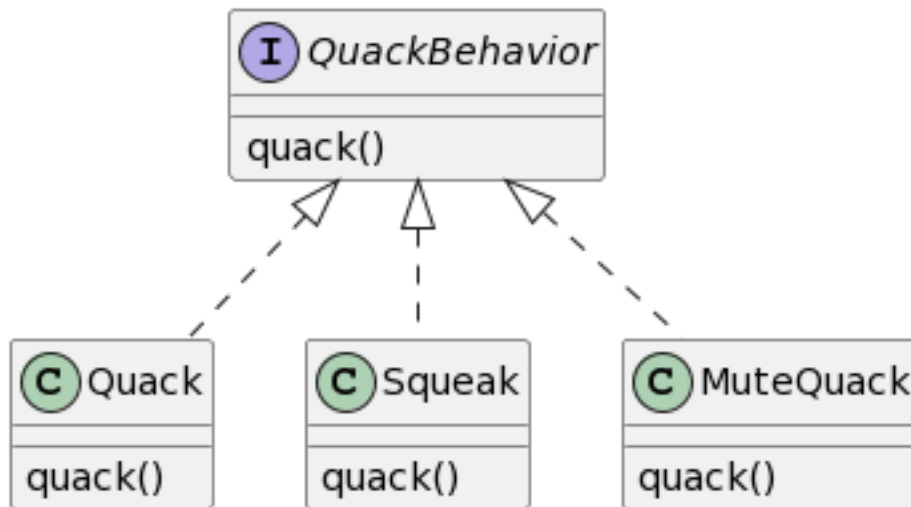 I QuackBehavior
quack()
C Quack
C Squeak
C MuteQuack
quack()
quack()
quack()